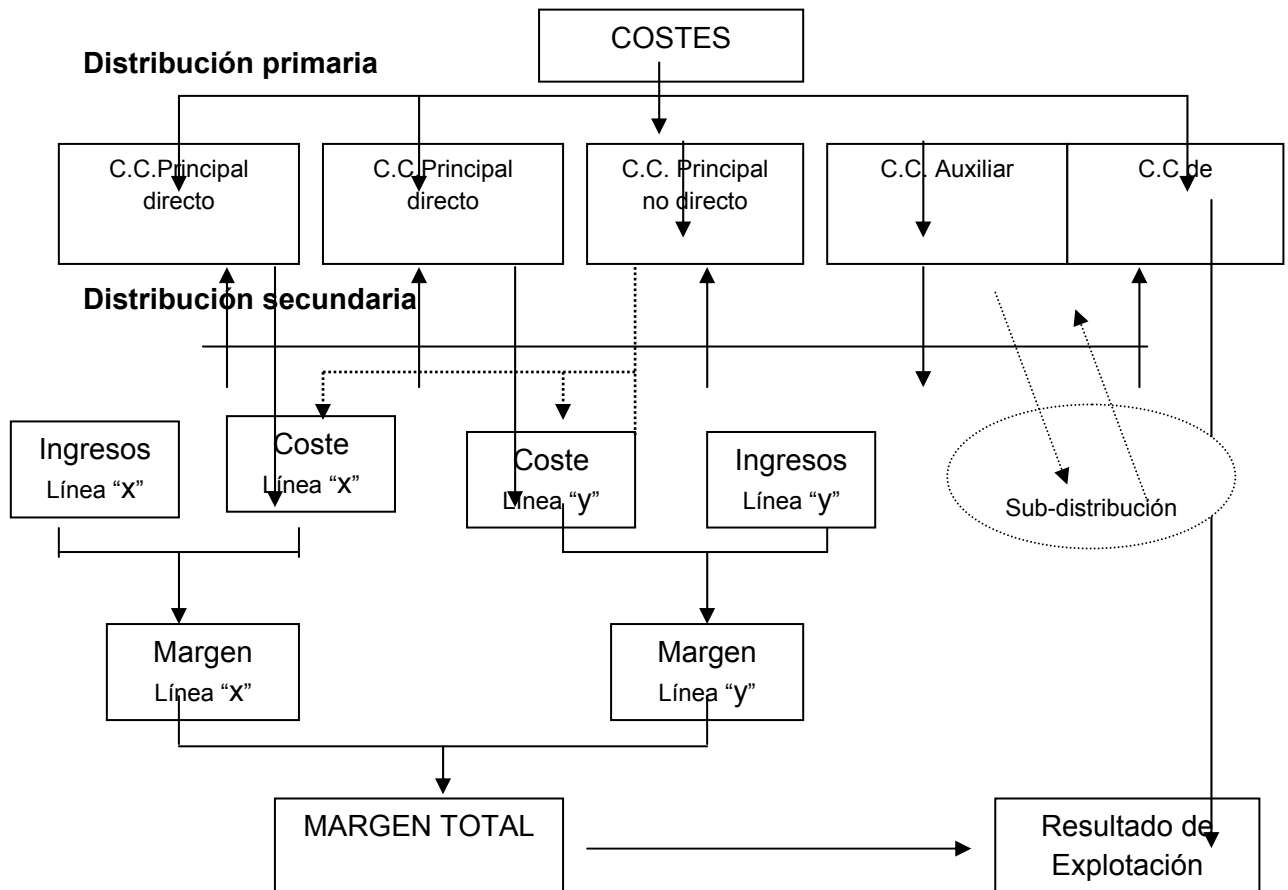 COSTES
Distribución primaria
C.C.Principal
directo
C.C.Principal
directo
C.C. Principal
no directo
C.C. Auxiliar
C.C.de
Distribución secundaria
Ingresos
Línea “x”
Coste
Línea “x”
Coste
Línea “y”
Ingresos
Línea “y”
Sub-distribución
Margen
Línea “x”
Margen
Línea “y”
MARGEN TOTAL
Resultado de
Explotación